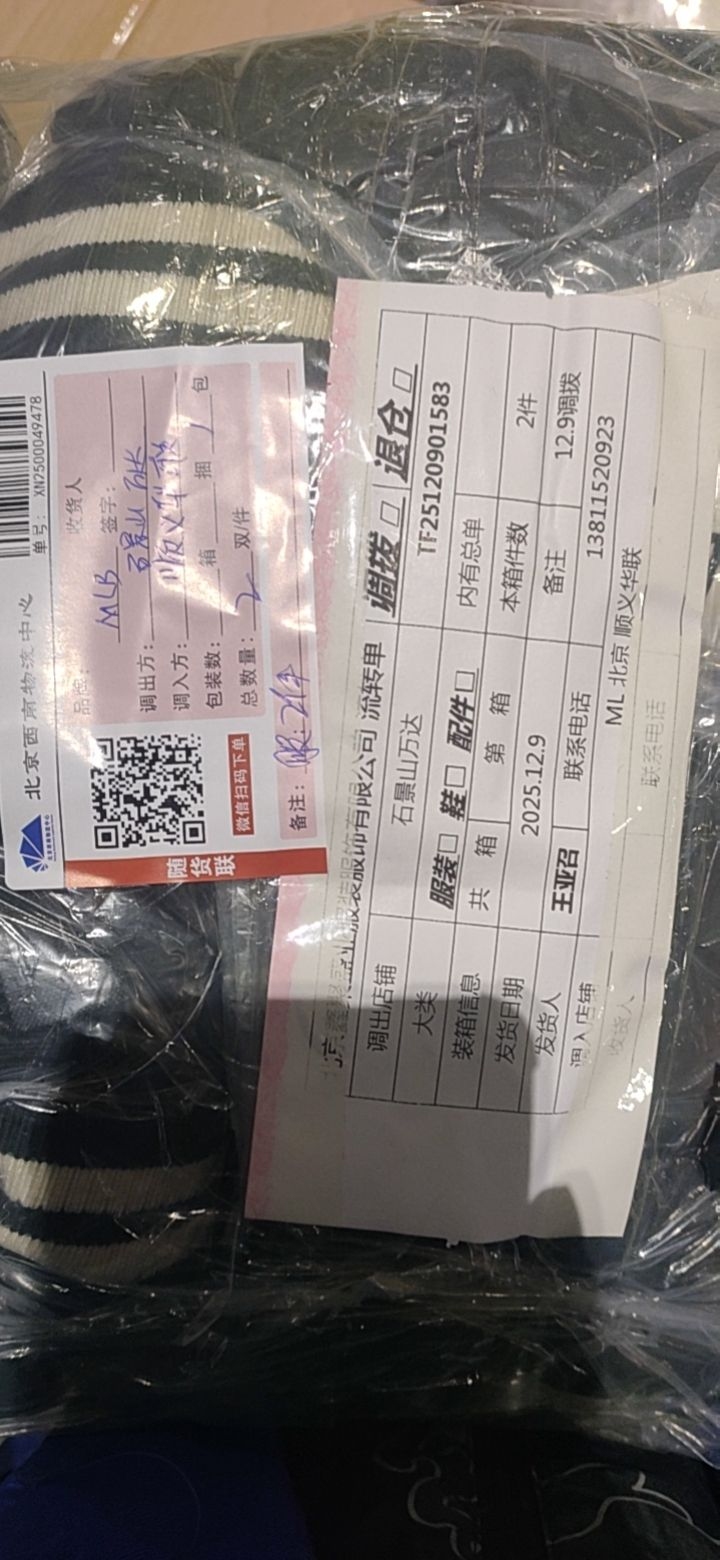 北京西南物流中心
单号：XN2500049478
收货人
品牌：MLB 签字：
调出方：石景山万达
调入方：顺义华联
包装数： 箱 捆 1 包
总数量：2 双/件
备注：服:2件
微信扫码下单
随货联
服装服饰有限公司 流转单 调拨□ 退仓□
调出店铺 石景山万达 TF25120901583
大类 服装□ 鞋□ 配件□ 内有总单
装箱信息 共 箱 第 箱 本箱件数 2件
发货日期 2025.12.9 备注 12.9调拨
发货人 王亚召 联系电话 13811520923
调入店铺 ML 北京 顺义华联
收货人 联系电话